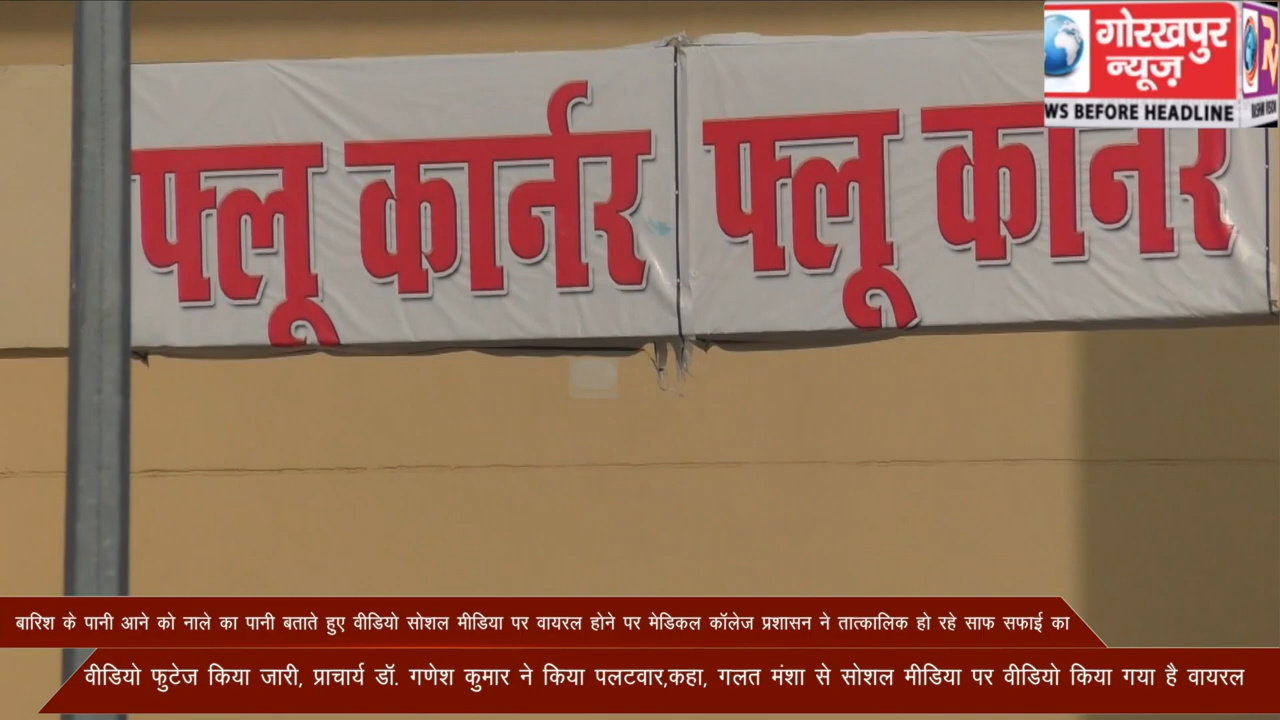 गोरखपुर
न्यूज़
WS BEFORE HEADLINE
फ्लू कार्नर फ्लू कार्नर
बारिश के पानी आने को नाले का पानी बताते हुए वीडियो सोशल मीडिया पर वायरल होने पर मेडिकल कॉलेज प्रशासन ने तात्कालिक हो रहे साफ सफाई का
वीडियो फुटेज किया जारी, प्राचार्य डॉ. गणेश कुमार ने किया पलटवार,कहा, गलत मंशा से सोशल मीडिया पर वीडियो किया गया है वायरल